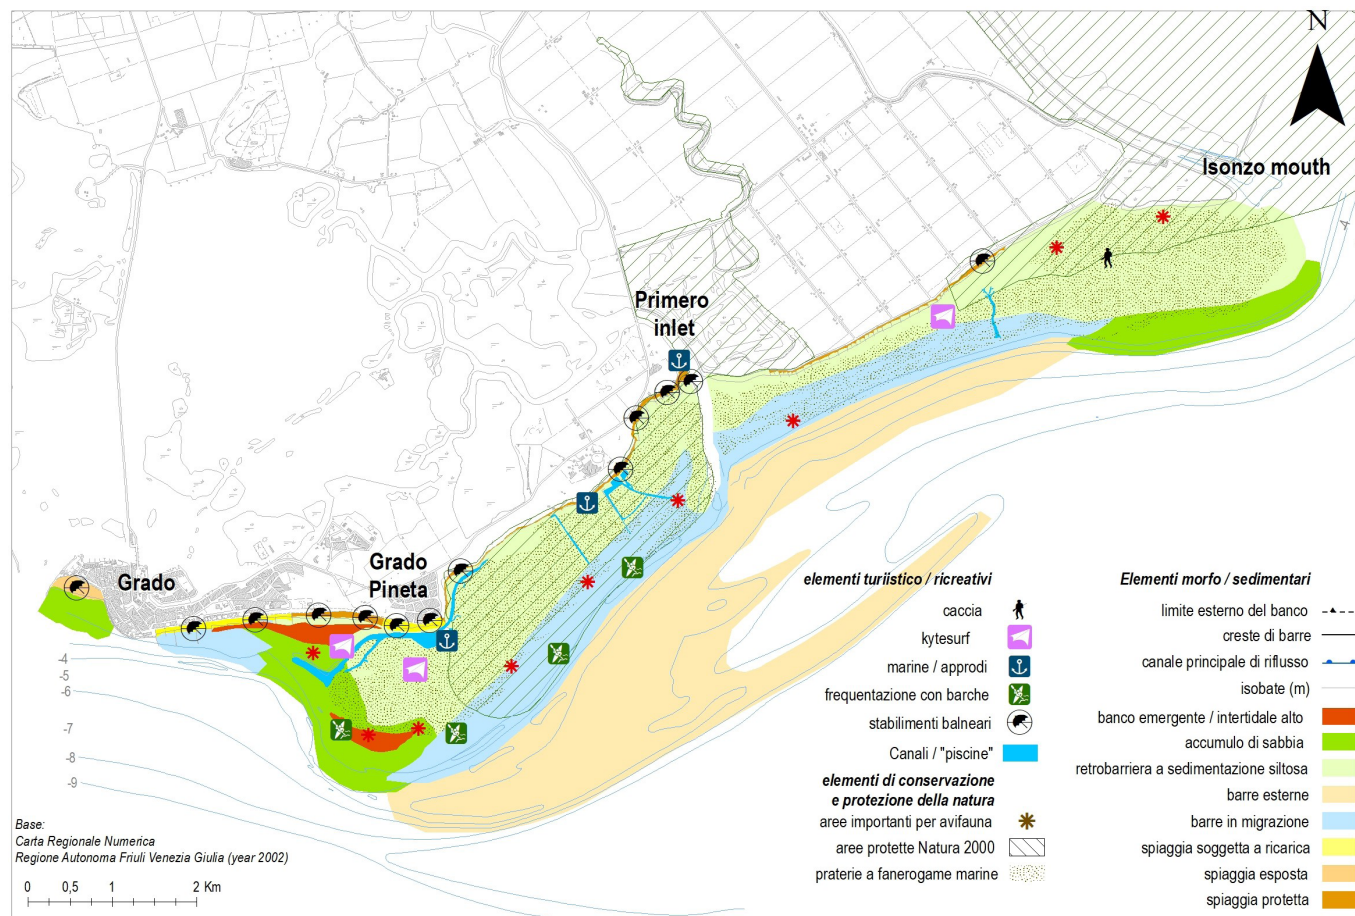 N
Isonzo mouth
Primero
inlet
Grado
Pineta
Grado
-4
-4
-5
-6
-7
-8
-9
Base:
Carta Regionale Numerica
Regione Autonoma Friuli Venezia Giulia (year 2002)
0 0,5 1 2 Km
elementi turiistico / ricreativi
caccia
kytesurf
marine / approdi
frequentazione con barche
stabilimenti balneari
Canali / "piscine"
elementi di conservazione
e protezione della natura
aree importanti per avifauna
aree protette Natura 2000
praterie a fanerogame marine
Elementi morfo / sedimentari
limite esterno del banco
creste di barre
canale principale di riflusso
isobate (m)
banco emergente / intertidale alto
accumulo di sabbia
retrobarriera a sedimentazione siltosa
barre esterne
barre in migrazione
spiaggia soggetta a ricarica
spiaggia esposta
spiaggia protetta